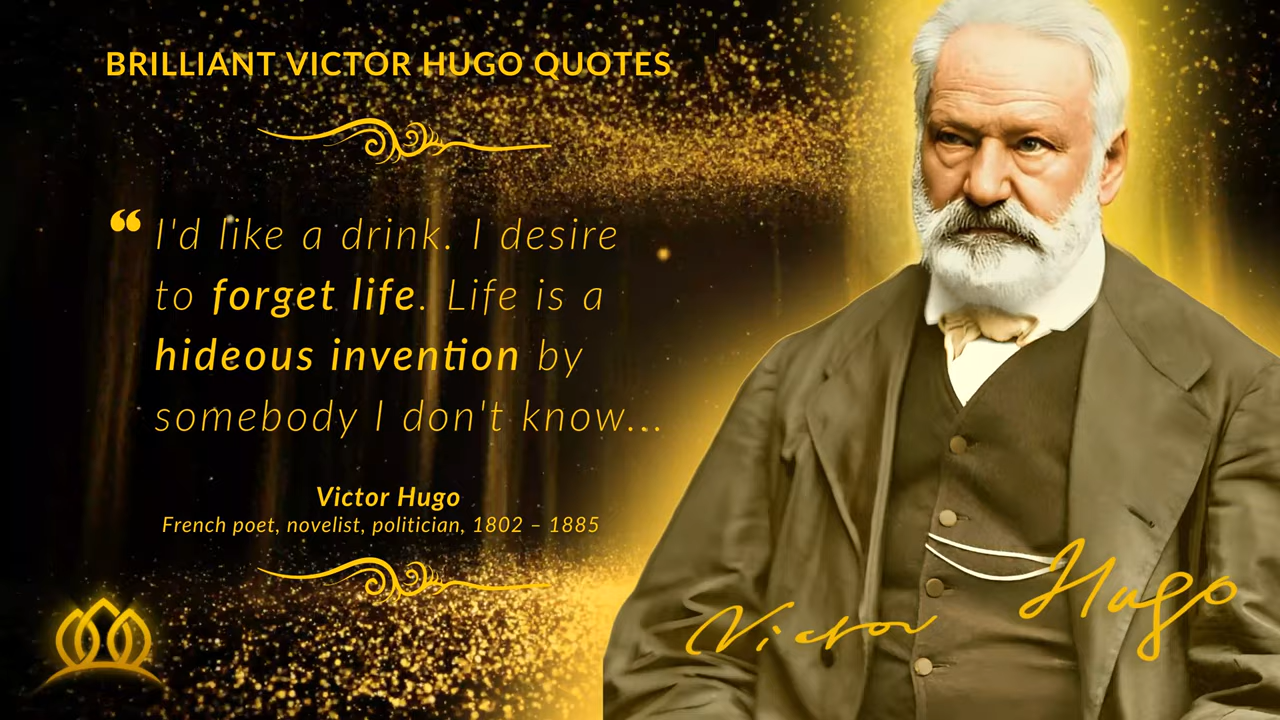 BRILLIANT VICTOR HUGO QUOTES
❝ I'd like a drink. I desire
to forget life. Life is a
hideous invention by
somebody I don't know...
Victor Hugo
French poet, novelist, politician, 1802 – 1885
Victor Hugo